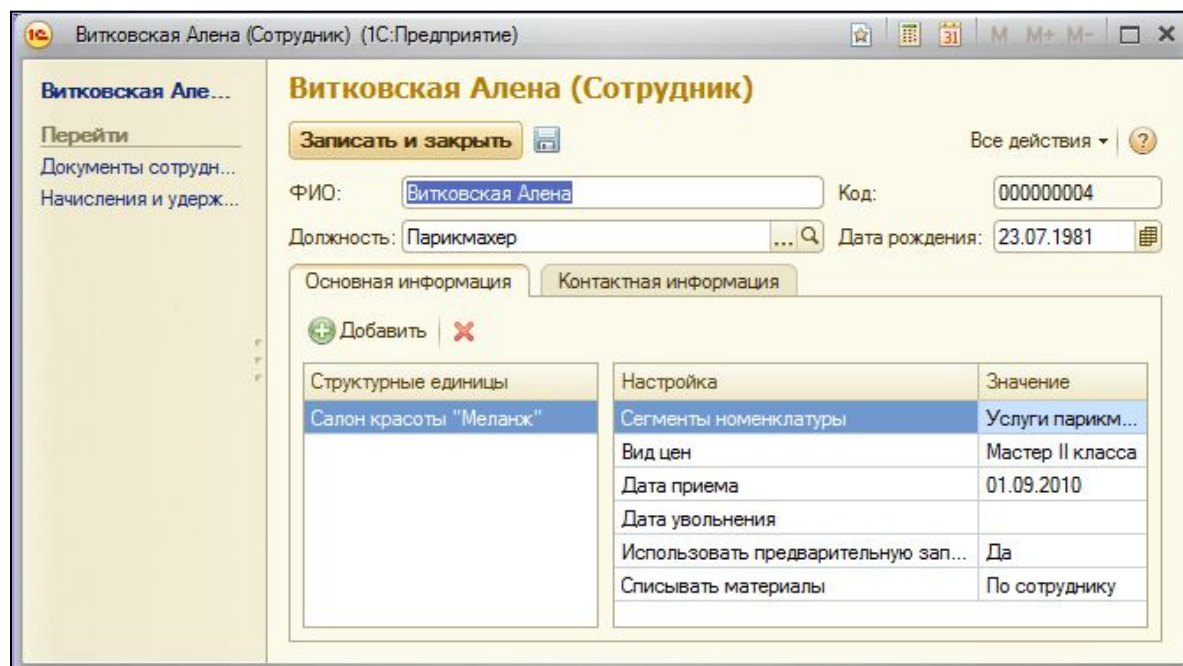 Витковская Алена (Сотрудник) (1С:Предприятие)
31 M M+ M-
Витковская Але...
Перейти
Документы сотрудн...
Начисления и удерж...
Витковская Алена (Сотрудник)
Записать и закрыть
Все действия
?
ФИО: Витковская Алена Код: 000000004
Должность: Парикмахер ... Дата рождения: 23.07.1981
Основная информация Контактная информация
Добавить
Структурные единицы Настройка Значение
Салон красоты "Меланж" Сегменты номенклатуры Услуги парикм...
Вид цен Мастер II класса
Дата приема 01.09.2010
Дата увольнения
Использовать предварительную зап... Да
Списывать материалы По сотруднику